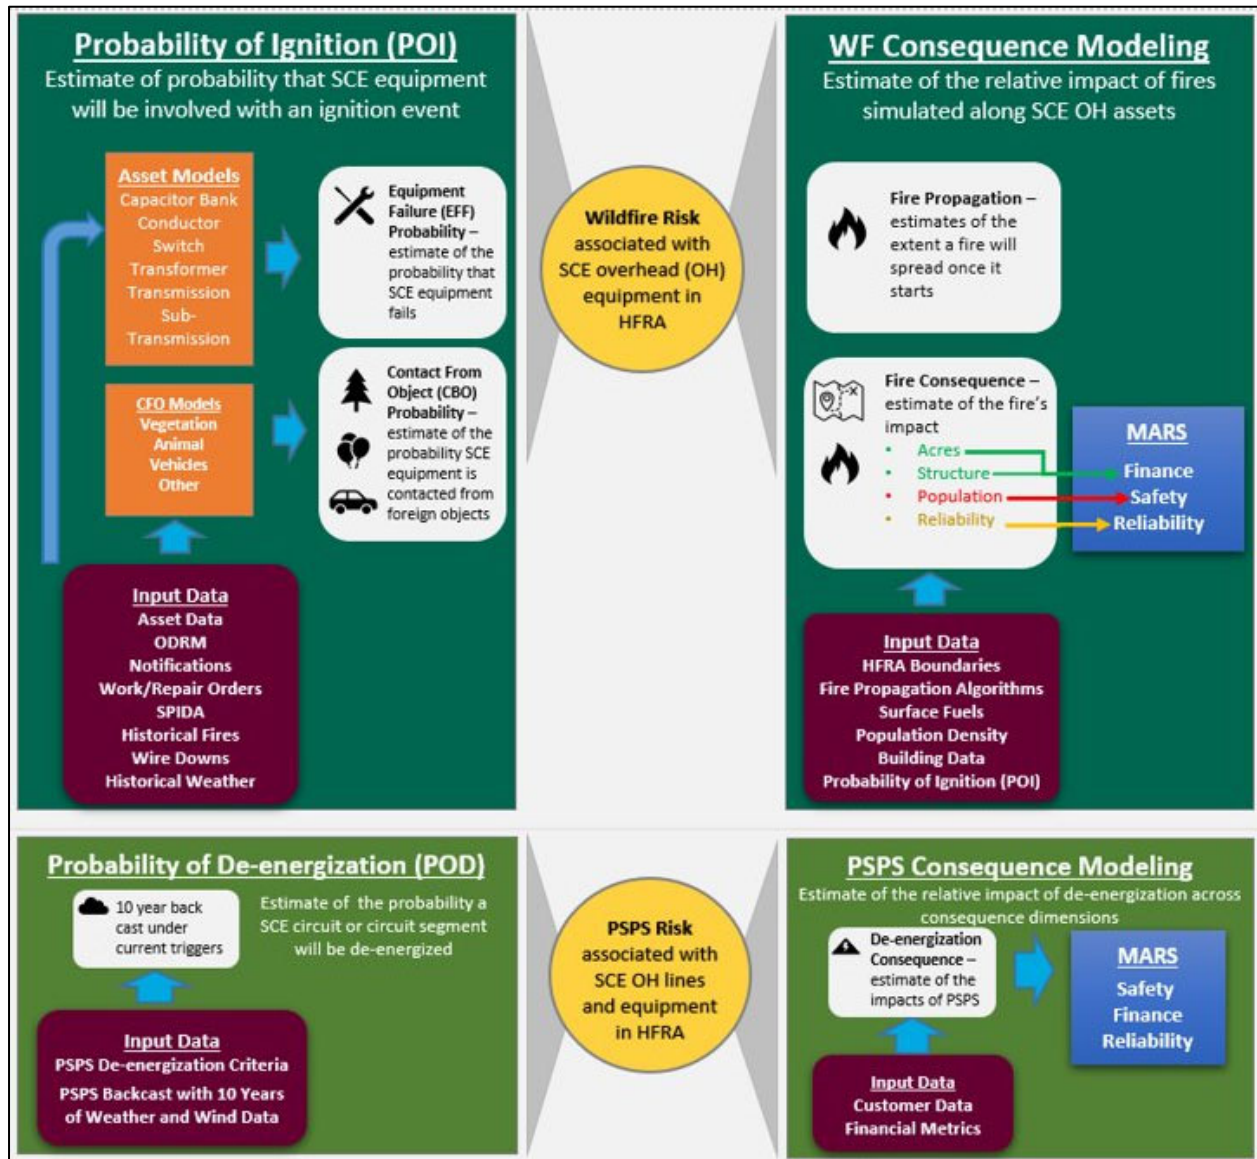 Probability of Ignition (POI)
Estimate of probability that SCE equipment
will be involved with an ignition event
Asset Models
Capacitor Bank
Conductor
Switch
Transformer
Transmission
Sub-
Transmission
Equipment
Failure (EFF)
Probability –
estimate of the
probability that
SCE equipment
fails
CFO Models
Vegetation
Animal
Vehicles
Other
Contact From
Object (CBO)
Probability –
estimate of the
probability SCE
equipment is
contacted from
foreign objects
Input Data
Asset Data
ODRM
Notifications
Work/Repair Orders
SPIDA
Historical Fires
Wire Downs
Historical Weather
Wildfire Risk
associated with
SCE overhead (OH)
equipment in
HFRA
WF Consequence Modeling
Estimate of the relative impact of fires
simulated along SCE OH assets
Fire Propagation –
estimates of the
extent a fire will
spread once it
starts
Fire Consequence –
estimate of the fire's
impact
• Acres
• Structure
• Population
• Reliability
MARS
Finance
Safety
Reliability
Input Data
HFRA Boundaries
Fire Propagation Algorithms
Surface Fuels
Population Density
Building Data
Probability of Ignition (POI)
Probability of De-energization (POD)
10 year back
cast under
current triggers
Estimate of the probability a
SCE circuit or circuit segment
will be de-energized
Input Data
PSPS De-energization Criteria
PSPS Backcast with 10 Years
of Weather and Wind Data
PSPS Risk
associated with
SCE OH lines
and equipment
in HFRA
PSPS Consequence Modeling
Estimate of the relative impact of de-energization across
consequence dimensions
De-energization
Consequence –
estimate of the
impacts of PSPS
MARS
Safety
Finance
Reliability
Input Data
Customer Data
Financial Metrics